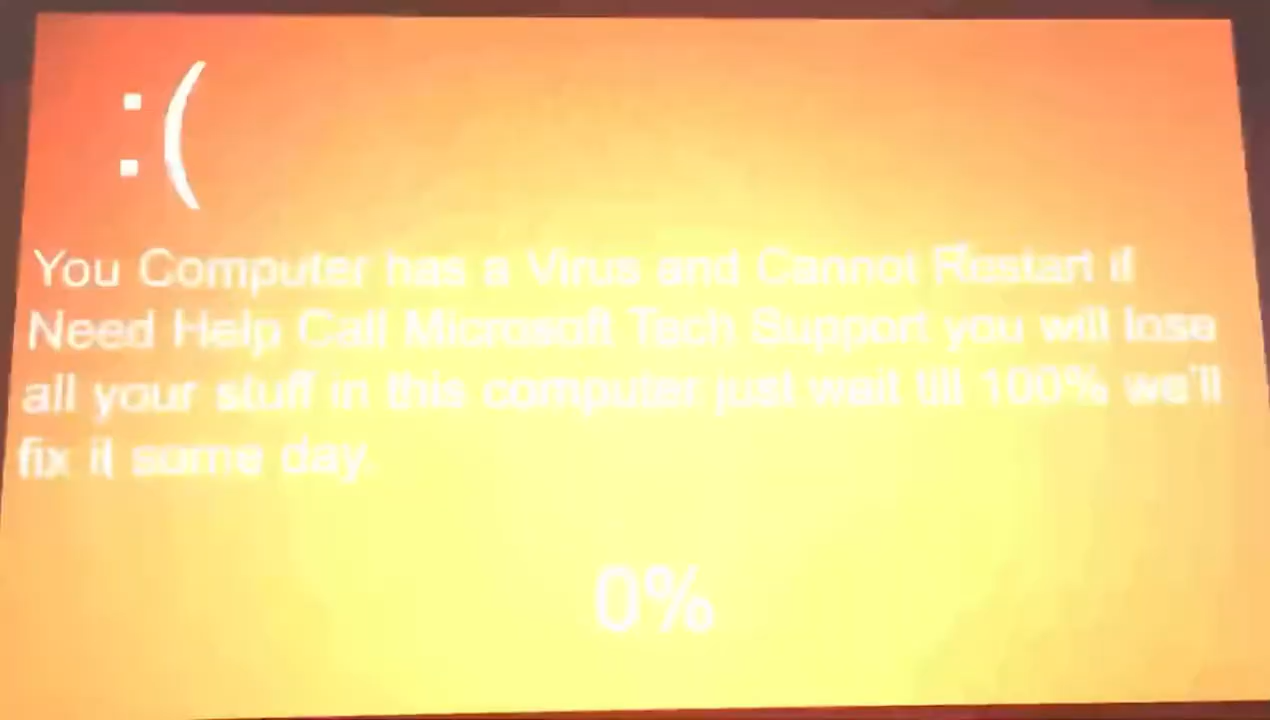 :(
You Computer has a Virus and Cannot Restart if
Need Help Call Microsoft Tech Support you will lose
all your stuff in this computer just wait till 100% we'll
fix it some day.
0%